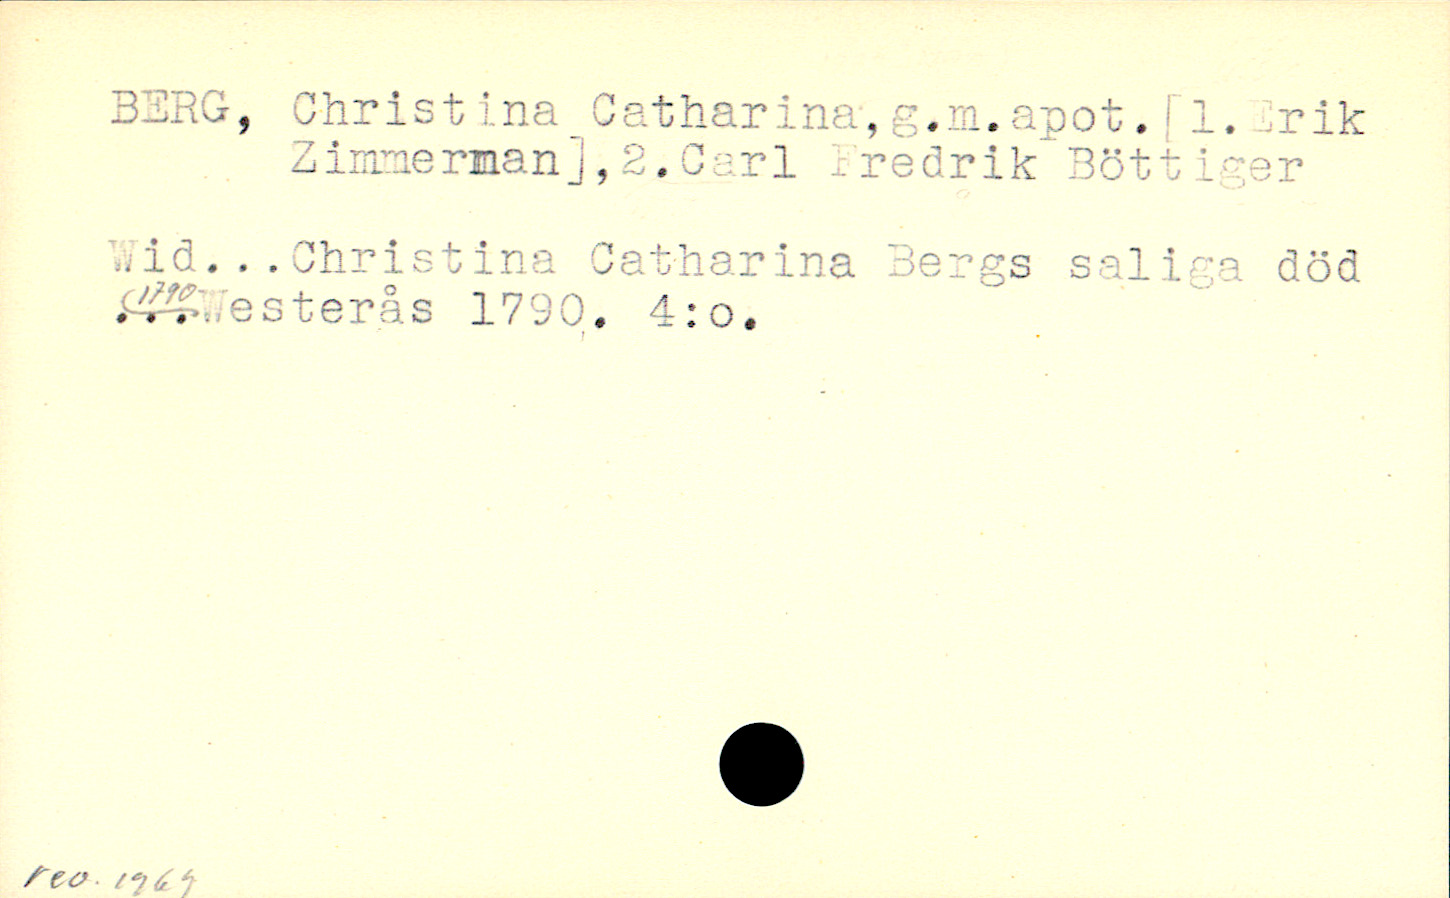 BERG, Christina Catharina,g.m.apot.[1.Erik
Zimmerman],2.Carl Fredrik Böttiger
Wid...Christina Catharina Bergs saliga död
(1790
...Westerås 1790. 4:o.
rev. 1969